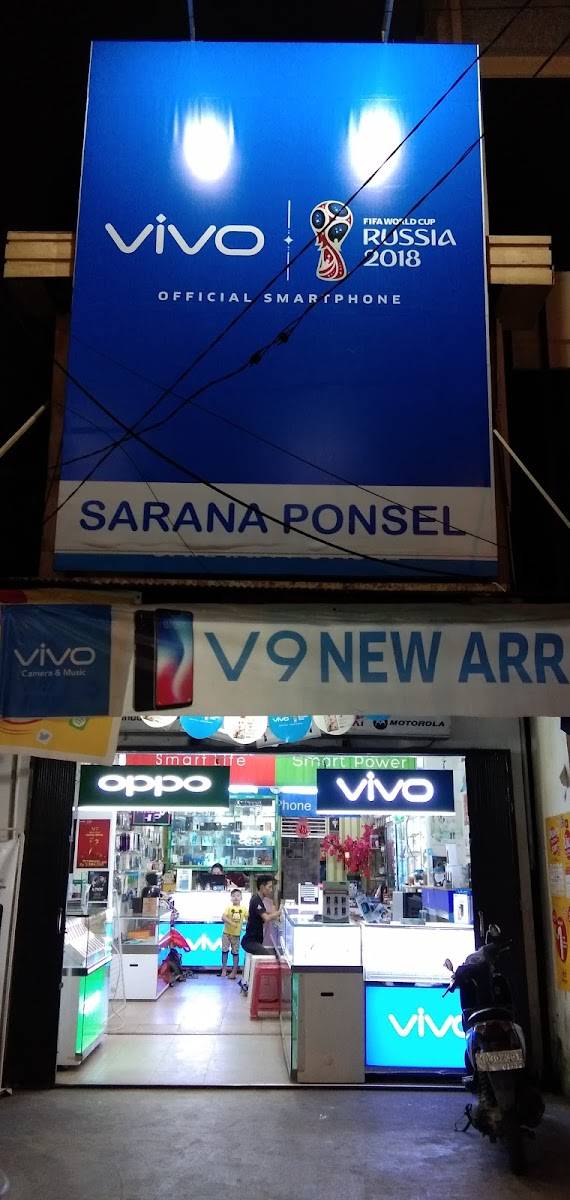 vivo
FIFA WORLD CUP
RUSSIA
2018
OFFICIAL SMARTPHONE
SARANA PONSEL
vivo
Camera & Music
V9 NEW ARR
MOTOROLA
Smart Life
Smart Power
oppo
vivo
Phone
vivo